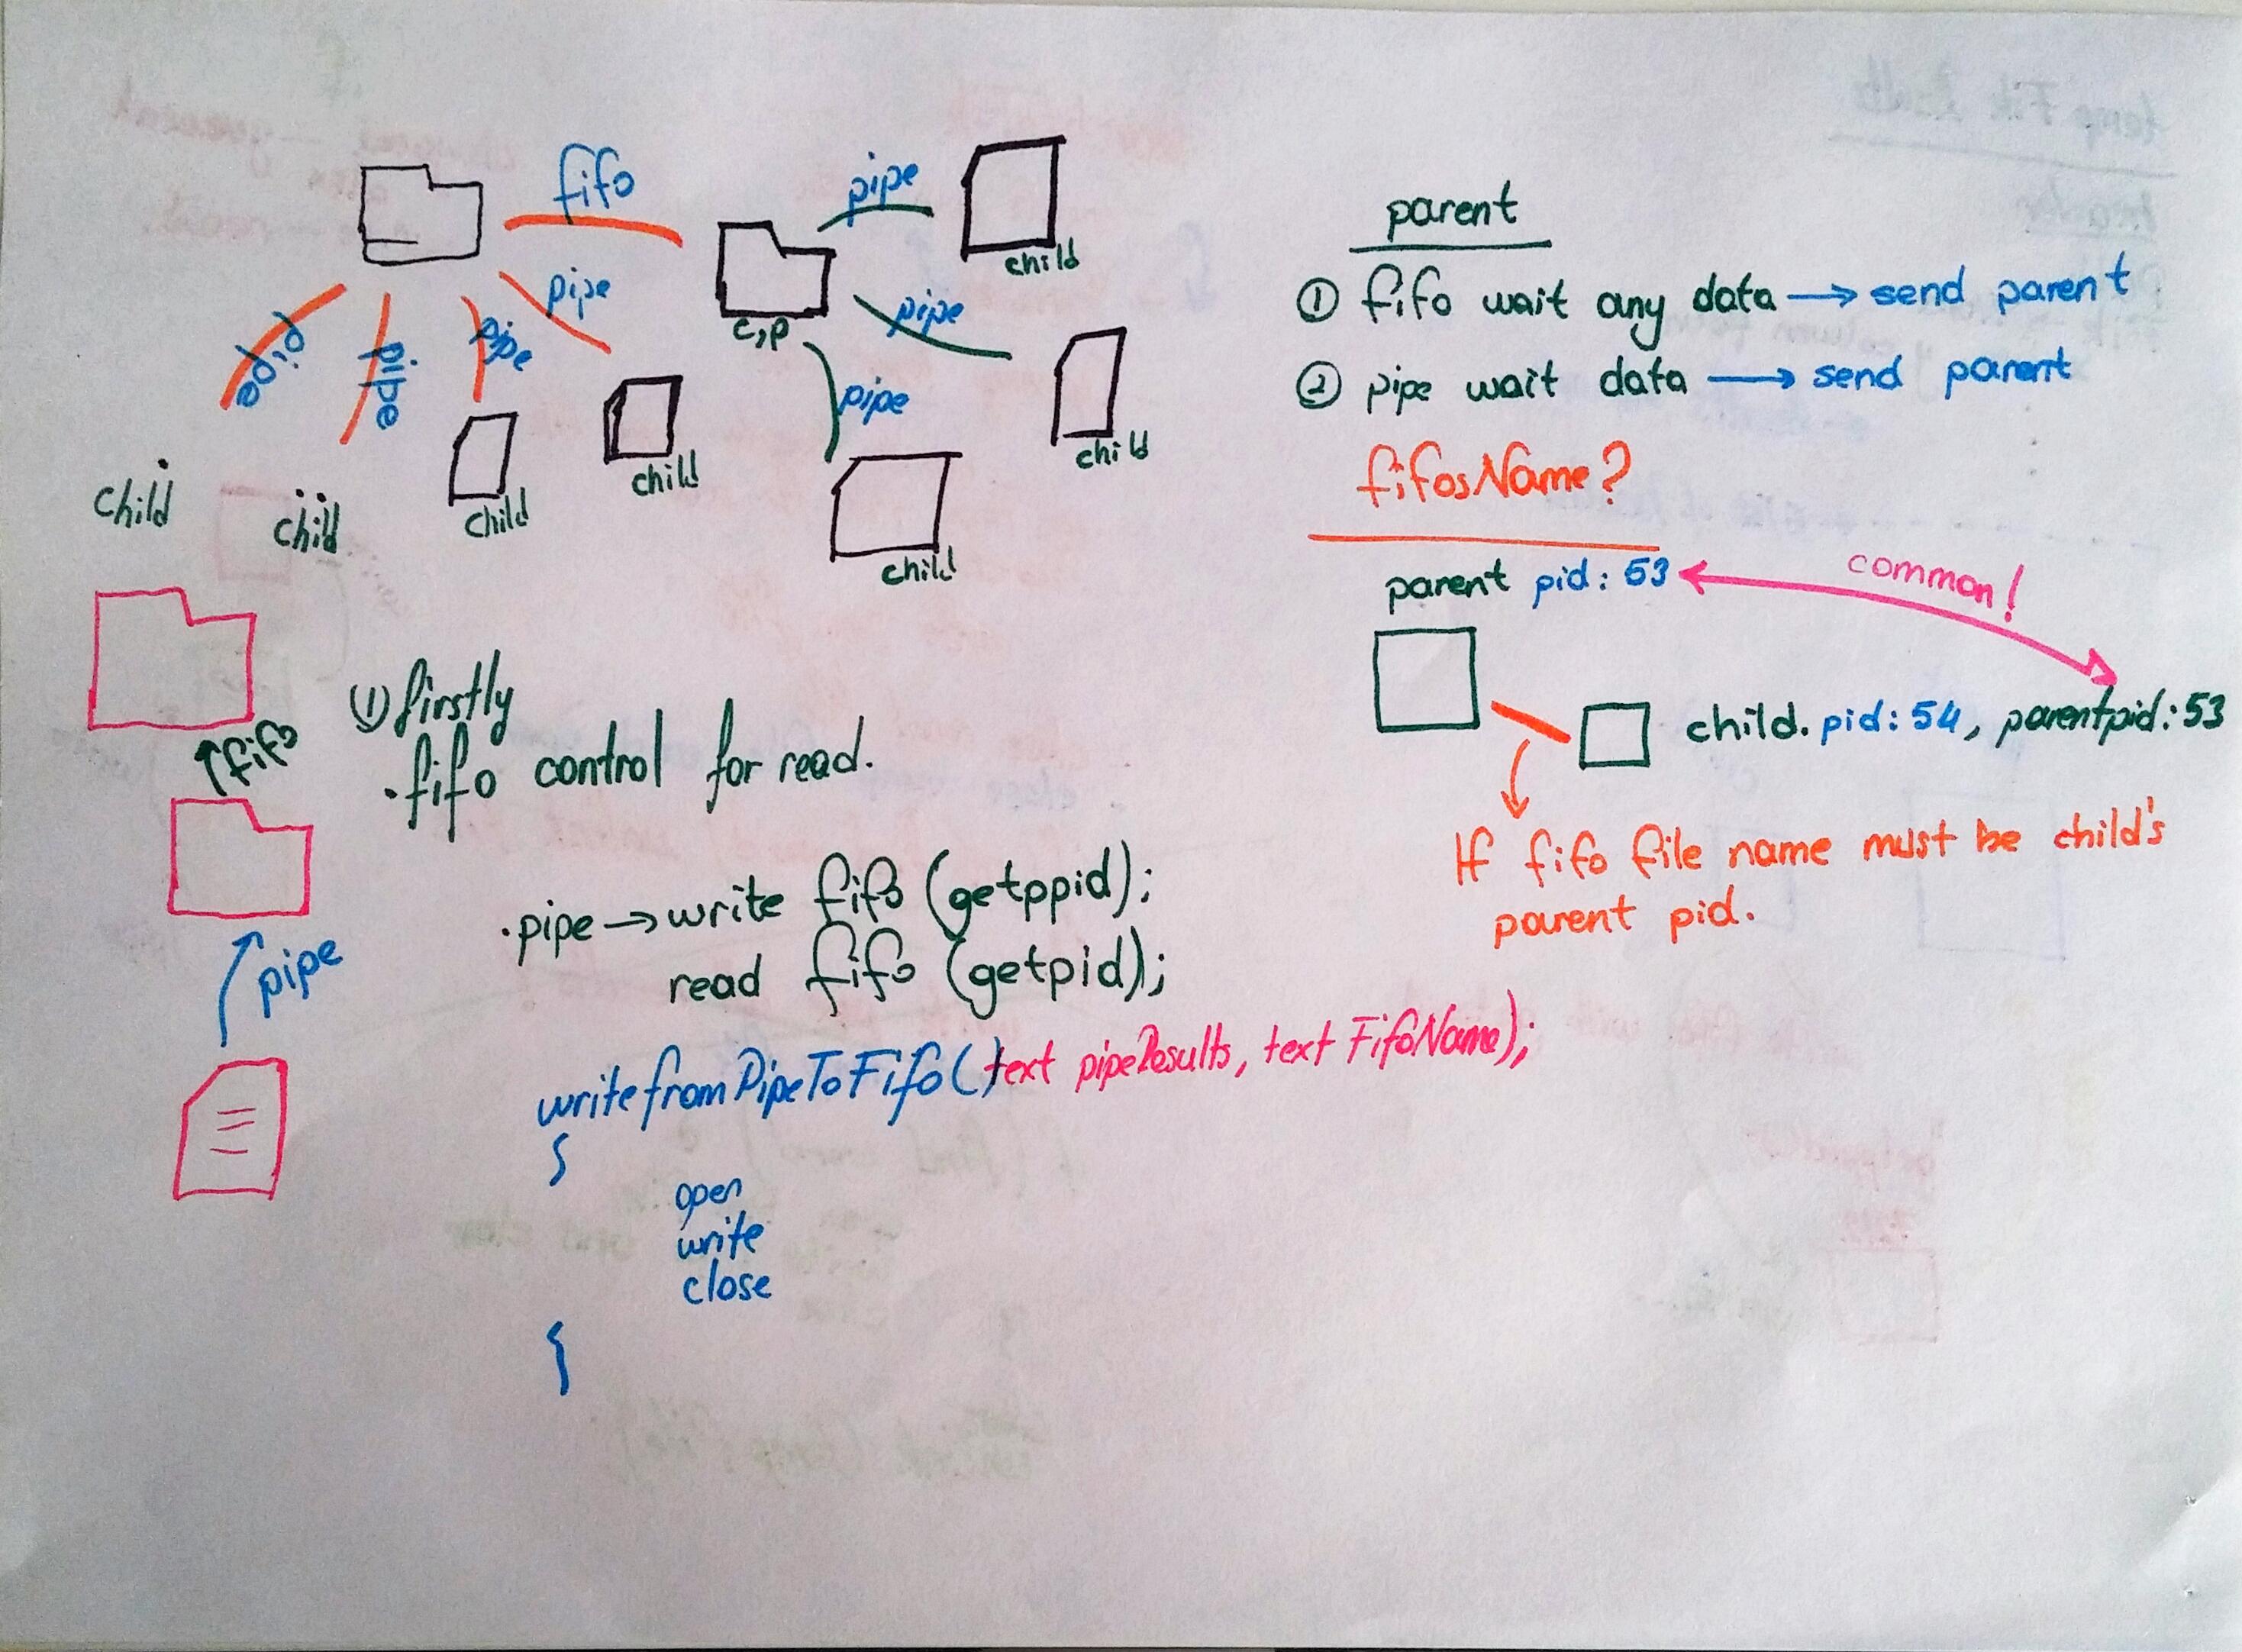 fifo
pipe
child
pipe
pipe
pipe
pipe
pipe
c,p
pipe
pipe
child
child
child
child
child
child
child
parent
① fifo wait any data → send parent
② pipe wait data → send parent
fifosName?
parent pid: 53
common!
child. pid: 54, parentpid: 53
If fifo file name must be child's
parent pid.
fifo
① firstly
. fifo control for read.
. pipe → write fifo (getppid);
read fifo (getpid);
pipe
writefromPipeToFifo() text pipeResults, text FifoName);
{
open
write
close
}